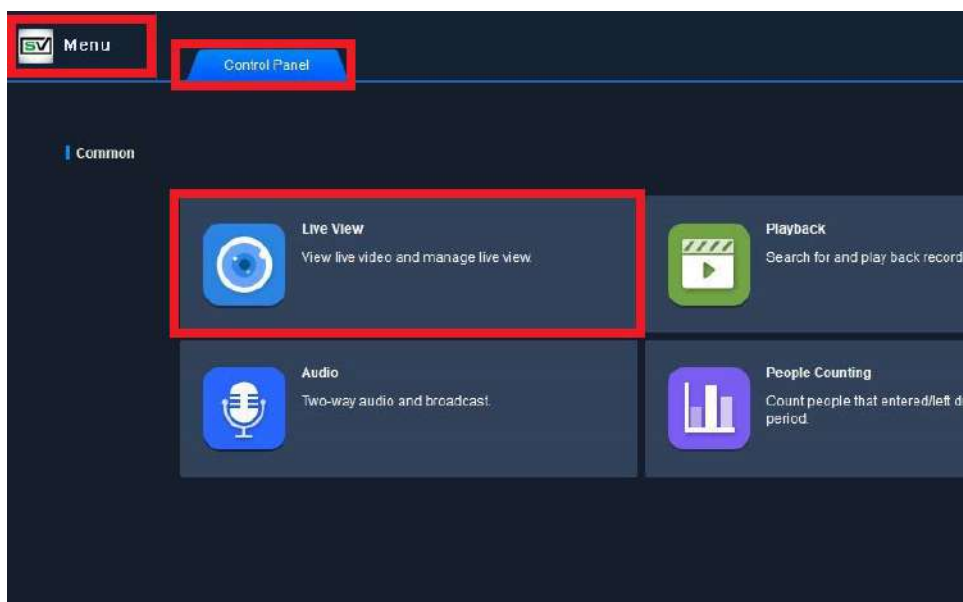 SV Menu
Control Panel
Common
Live View
View live video and manage live view.
Playback
Search for and play back record
Audio
Two-way audio and broadcast.
People Counting
Count people that entered/left d
period.